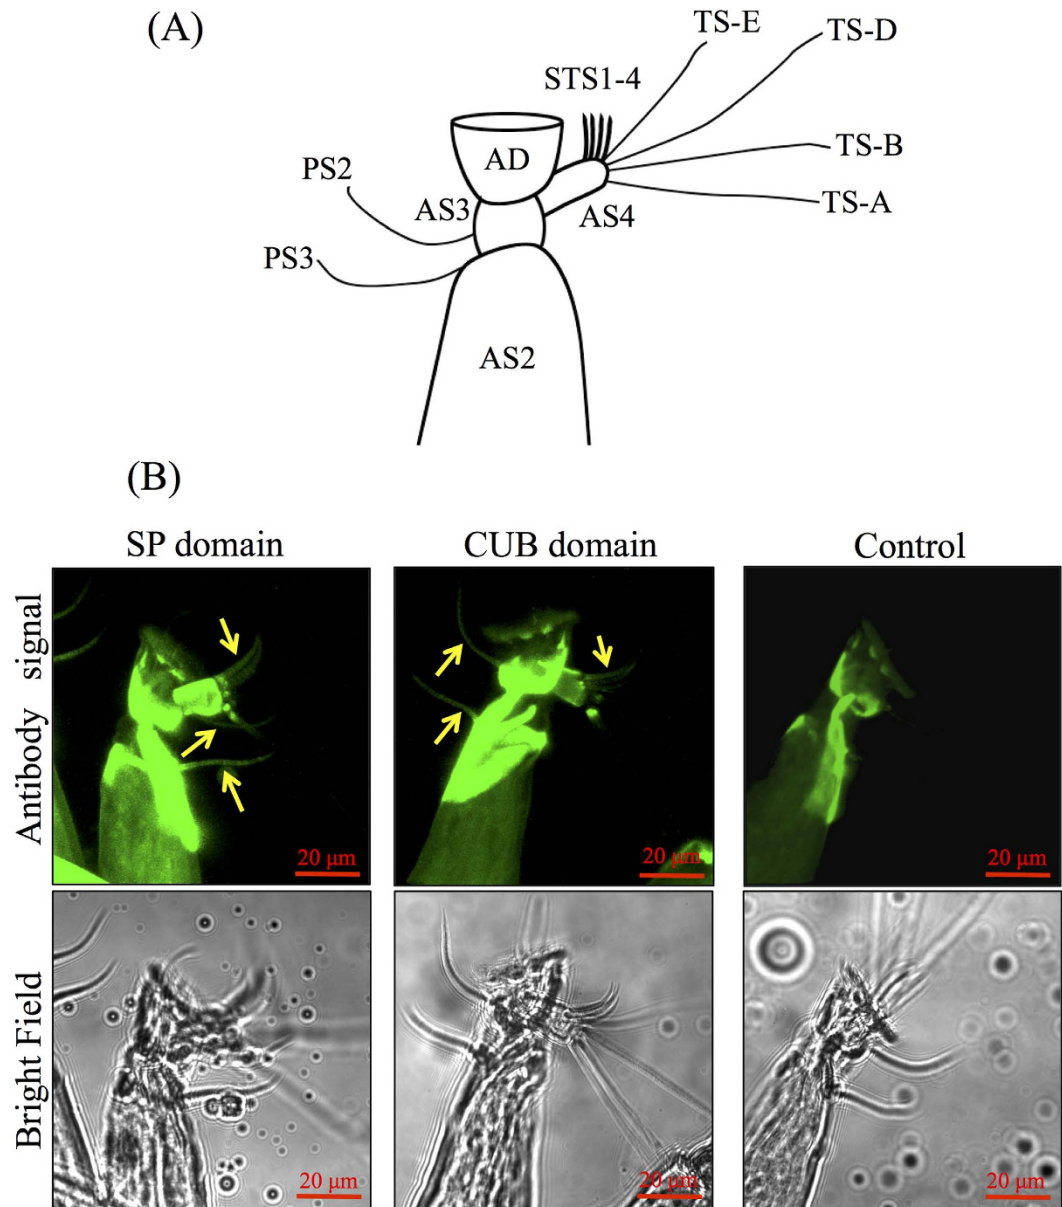 (A)
TS-E
TS-D
STS1-4
TS-B
AD
PS2
AS3
AS4
TS-A
PS3
AS2
(B)
SP domain
CUB domain
Control
Antibody signal
20 μm
20 μm
20 μm
Bright Field
20 μm
20 μm
20 μm